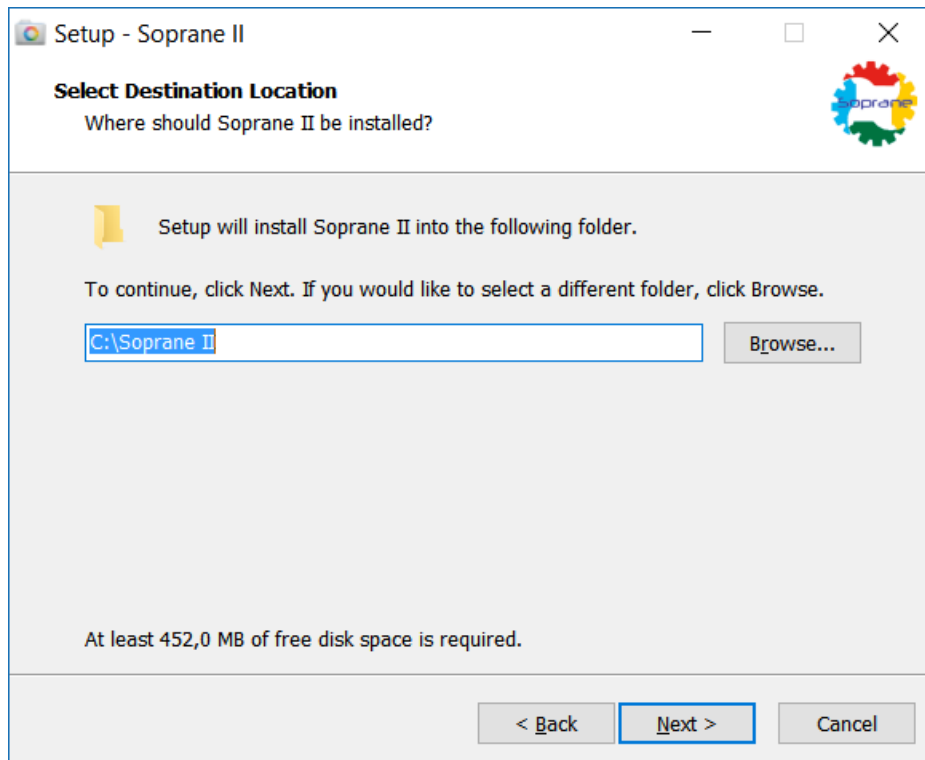 Setup - Soprane II
Select Destination Location
Where should Soprane II be installed?
Soprane
Setup will install Soprane II into the following folder.
To continue, click Next. If you would like to select a different folder, click Browse.
C:\Soprane II
Browse...
At least 452,0 MB of free disk space is required.
< Back
Next >
Cancel